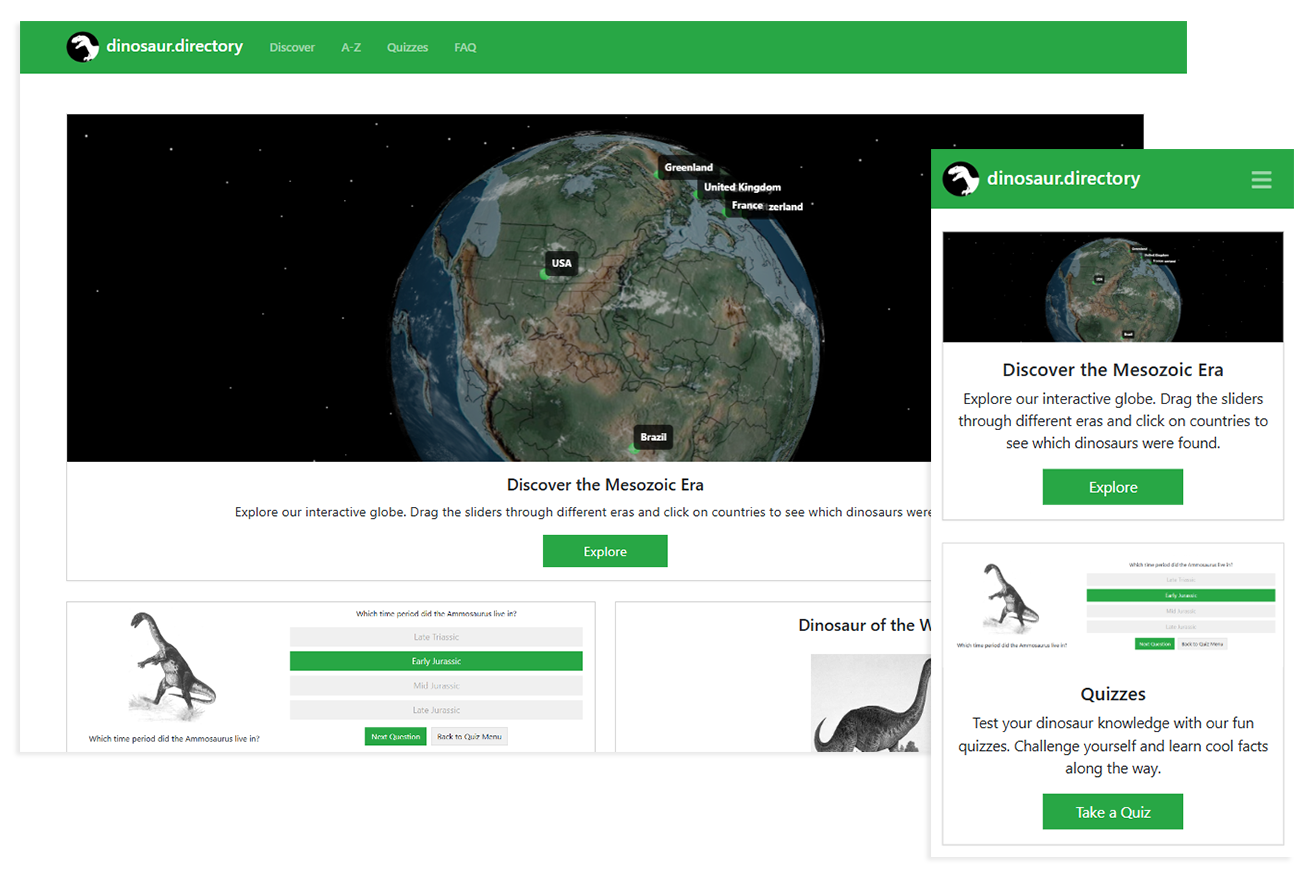 dinosaur.directory
Discover
A-Z
Quizzes
FAQ
Greenland
United Kingdom
France
zerland
USA
Brazil
Discover the Mesozoic Era
Explore our interactive globe. Drag the sliders through different eras and click on countries to see which dinosaurs were
Explore
Which time period did the Ammosaurus live in?
Late Triassic
Early Jurassic
Mid Jurassic
Late Jurassic
Next Question
Back to Quiz Menu
Which time period did the Ammosaurus live in?
Dinosaur of the W
dinosaur.directory
Greenland
United Kingdom
France
zerland
USA
Brazil
Discover the Mesozoic Era
Explore our interactive globe. Drag the sliders
through different eras and click on countries to
see which dinosaurs were found.
Explore
Which time period did the Ammosaurus live in?
Late Triassic
Early Jurassic
Mid Jurassic
Late Jurassic
Next Question
Back to Quiz Menu
Which time period did the Ammosaurus live in?
Quizzes
Test your dinosaur knowledge with our fun
quizzes. Challenge yourself and learn cool facts
along the way.
Take a Quiz